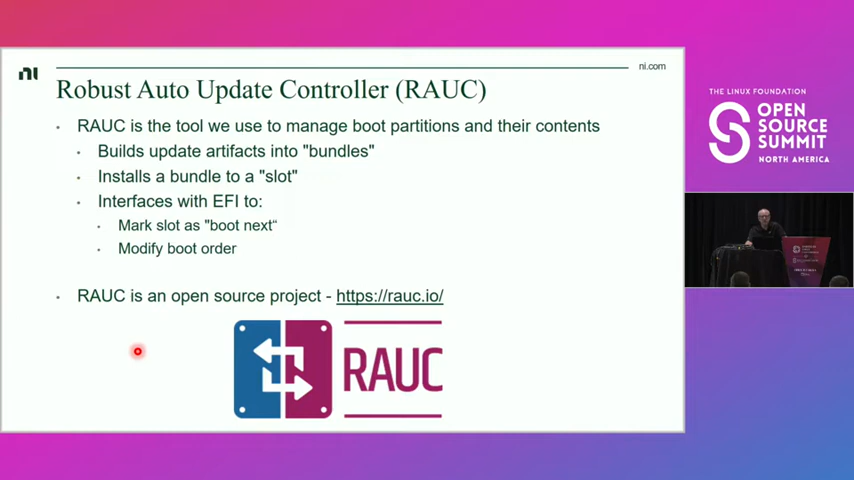 ni
ni.com
Robust Auto Update Controller (RAUC)
• RAUC is the tool we use to manage boot partitions and their contents
• Builds update artifacts into "bundles"
• Installs a bundle to a "slot"
• Interfaces with EFI to:
• Mark slot as "boot next“
• Modify boot order
• RAUC is an open source project - https://rauc.io/
RAUC
THE LINUX FOUNDATION
OPEN
SOURCE
SUMMIT
NORTH AMERICA